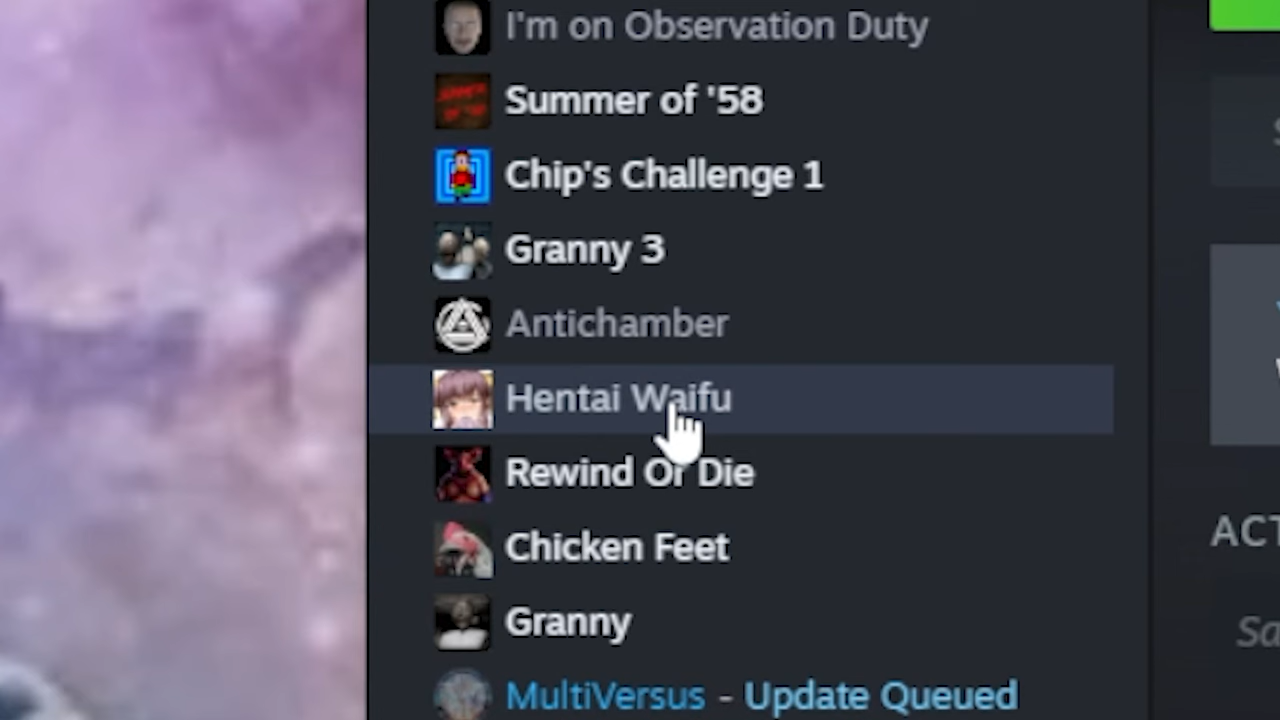 I'm on Observation Duty
Summer of '58
Chip's Challenge 1
Granny 3
Antichamber
Hentai Waifu
Rewind Or Die
Chicken Feet
Granny
MultiVersus - Update Queued
ACT
Sa